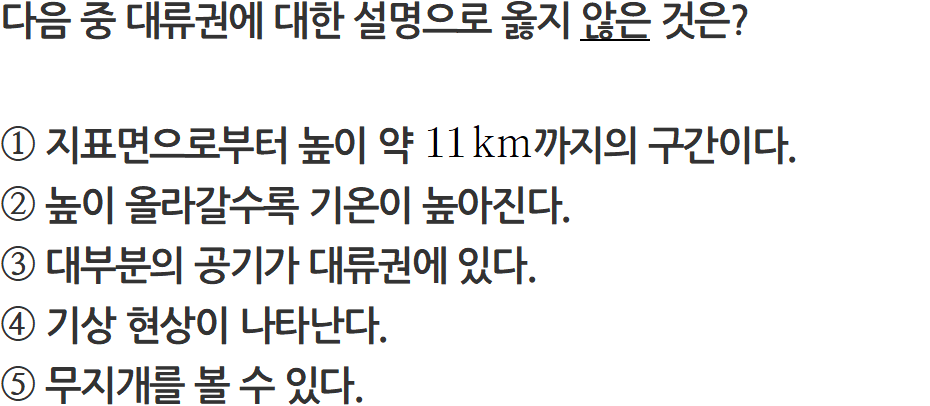 다음 중 대류권에 대한 설명으로 옳지 않은 것은?
① 지표면으로부터 높이 약 11km까지의 구간이다.
② 높이 올라갈수록 기온이 높아진다.
③ 대부분의 공기가 대류권에 있다.
④ 기상 현상이 나타난다.
⑤ 무지개를 볼 수 있다.